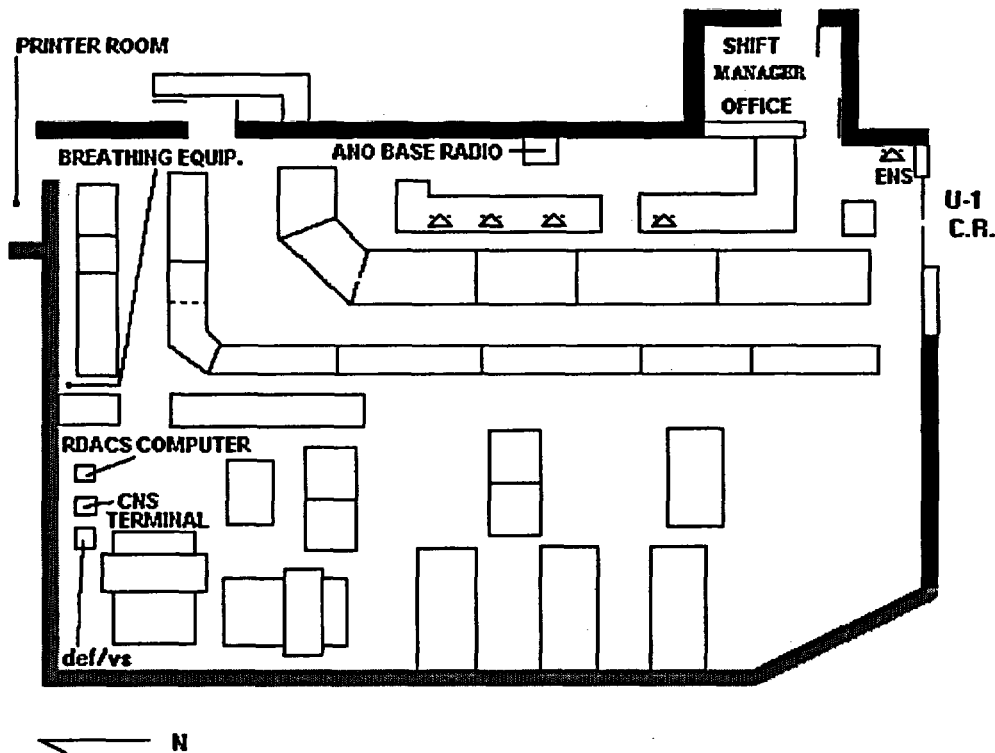 PRINTER ROOM
SHIFT
MANAGER
OFFICE
BREATHING EQUIP.
ANO BASE RADIO
ENS
U-1
C.R.
RDACS COMPUTER
CNS
TERMINAL
def/vs
N